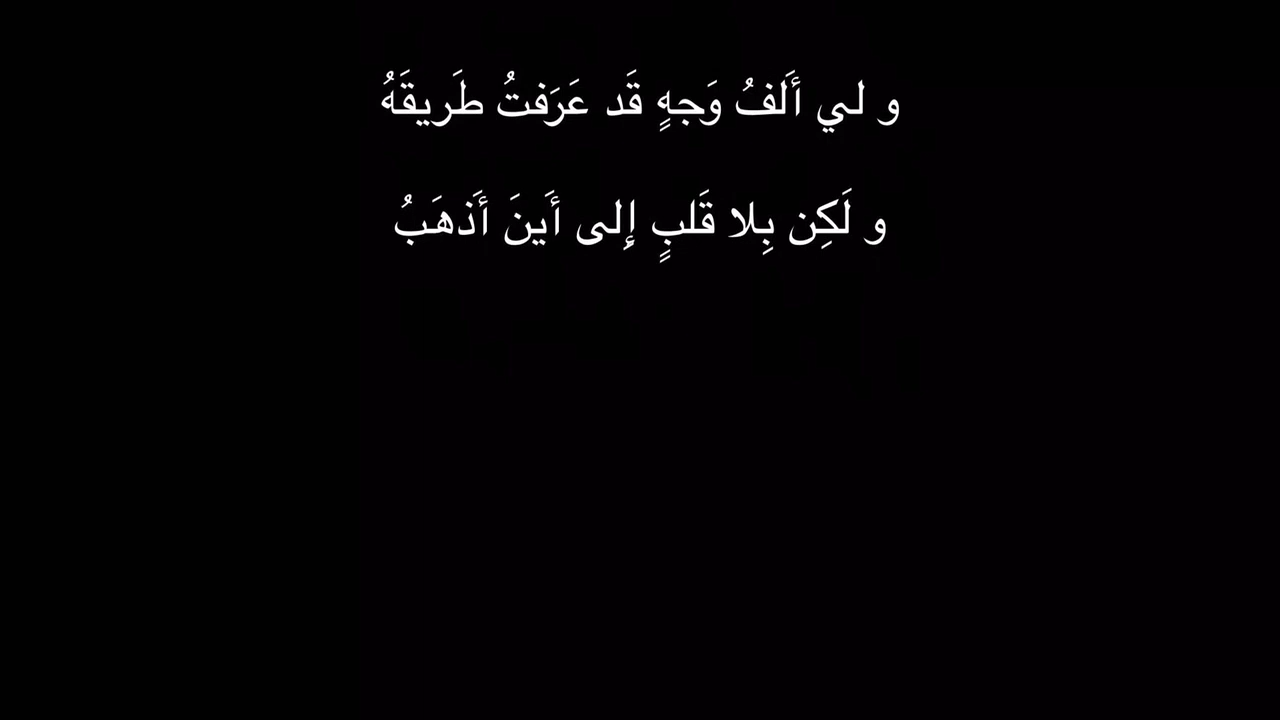 و لي أَلفُ وَجهٍ قَد عَرَفتُ طَريقَهُ
و لَكِن بِلا قَلبٍ إِلى أَينَ أَذهَبُ